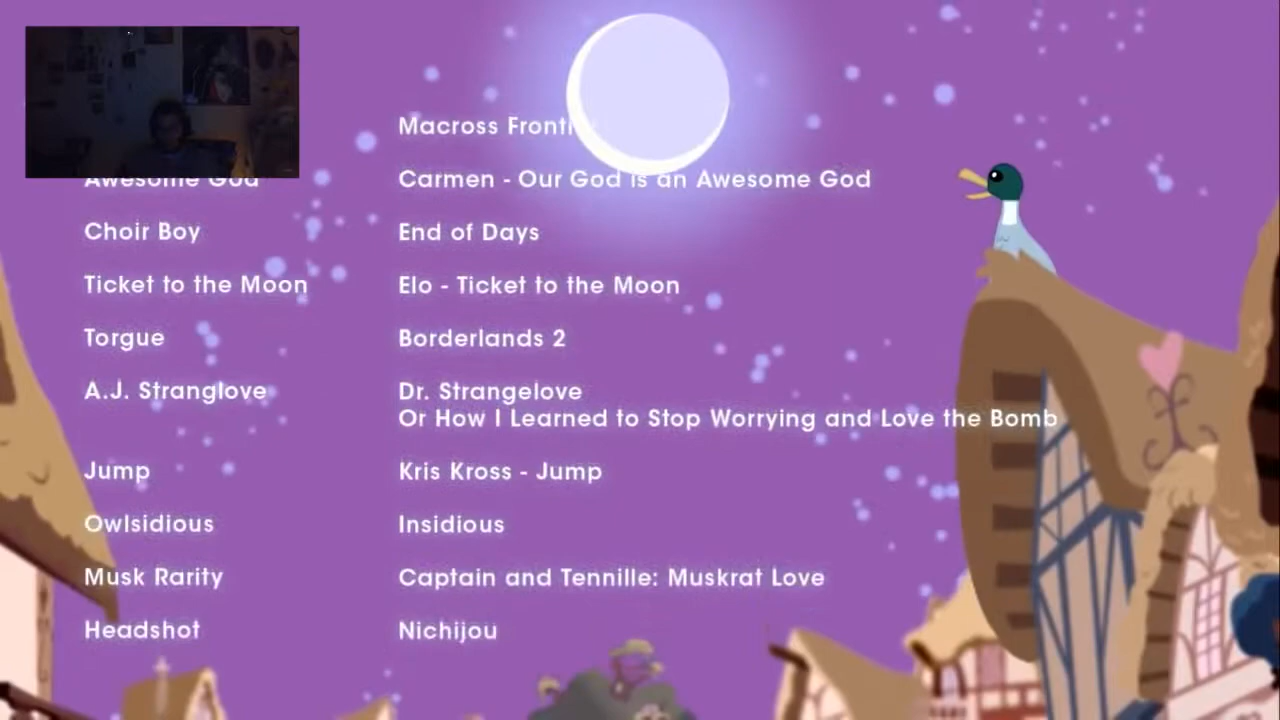 Macross Fronti
Awesome God Carmen - Our God is an Awesome God
Choir Boy End of Days
Ticket to the Moon Elo - Ticket to the Moon
Torgue Borderlands 2
A.J. Stranglove Dr. Strangelove
Or How I Learned to Stop Worrying and Love the Bomb
Jump Kris Kross - Jump
Owlsidious Insidious
Musk Rarity Captain and Tennille: Muskrat Love
Headshot Nichijou